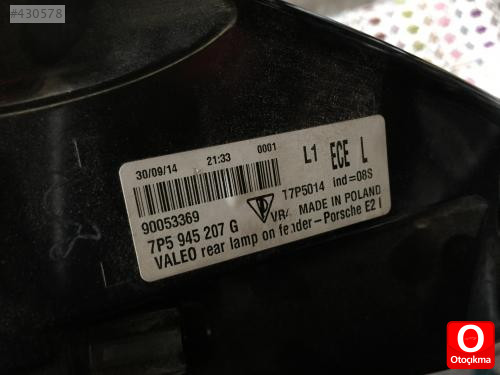 #430578
30/09/14 21:33 0001 L1 ECE L
T7P5014 ind=08S
90053369 MADE IN POLAND
7P5 945 207 G
VALEO rear lamp on fender-Porsche E2
O
Otoçıkma